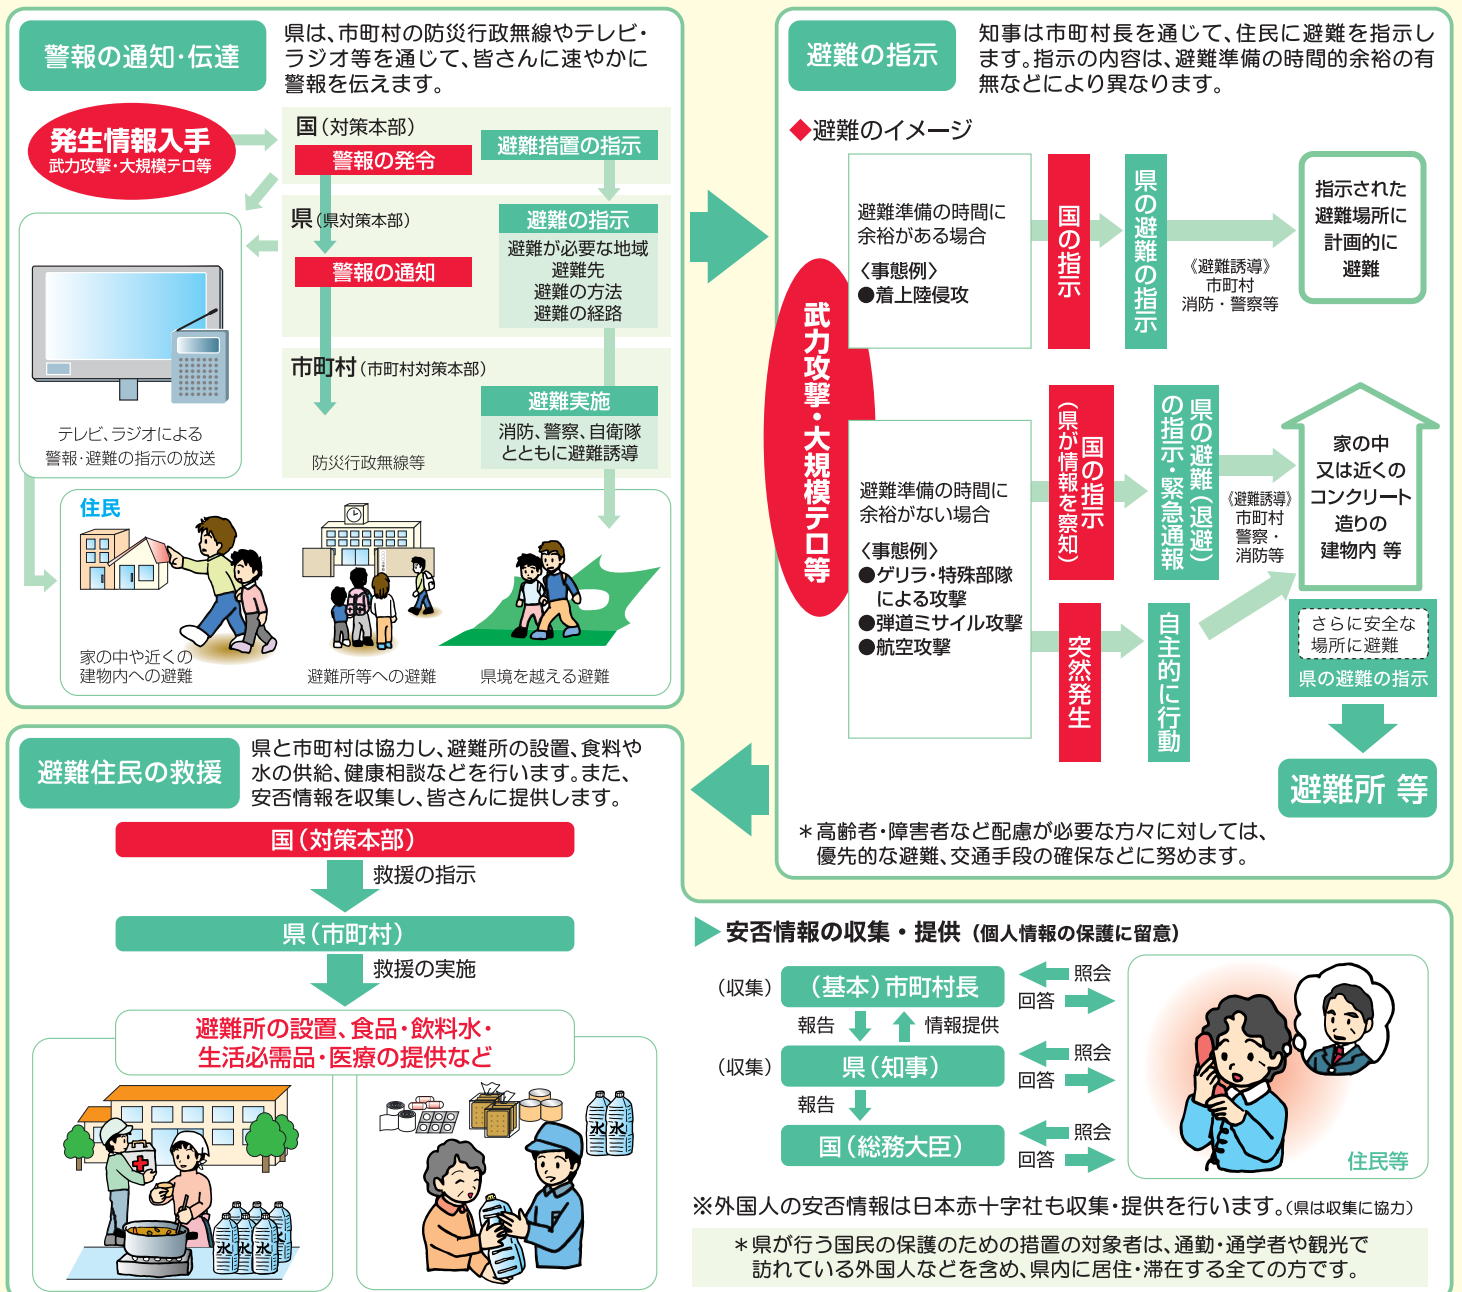 警報の通知・伝達
県は、市町村の防災行政無線やテレビ・
ラジオ等を通じて、皆さんに速やかに
警報を伝えます。
発生情報入手
武力攻撃・大規模テロ等
国(対策本部)
警報の発令
避難措置の指示
県(県対策本部)
警報の通知
避難の指示
避難が必要な地域
避難先
避難の方法
避難の経路
市町村(市町村対策本部)
避難実施
消防、警察、自衛隊
とともに避難誘導
防災行政無線等
テレビ、ラジオによる
警報・避難の指示の放送
住民
家の中や近くの
建物内への避難
避難所等への避難
県境を越える避難
避難の指示
知事は市町村長を通じて、住民に避難を指示し
ます。指示の内容は、避難準備の時間的余裕の有
無などにより異なります。
◆避難のイメージ
武力攻撃・大規模テロ等
避難準備の時間に
余裕がある場合
〈事態例〉
●着上陸侵攻
国の指示
県の避難の指示
《避難誘導》
市町村
消防・警察等
指示された
避難場所に
計画的に
避難
避難準備の時間に
余裕がない場合
〈事態例〉
●ゲリラ・特殊部隊
による攻撃
●弾道ミサイル攻撃
●航空攻撃
国の指示
(県が情報を察知)
県の避難(退避)
の指示・緊急通報
《避難誘導》
市町村
警察・
消防等
家の中
又は近くの
コンクリート
造りの
建物内 等
突然発生
自主的に行動
さらに安全な
場所に避難
県の避難の指示
避難所 等
＊高齢者・障害者など配慮が必要な方々に対しては、
優先的な避難、交通手段の確保などに努めます。
避難住民の救援
県と市町村は協力し、避難所の設置、食料や
水の供給、健康相談などを行います。また、
安否情報を収集し、皆さんに提供します。
国(対策本部)
救援の指示
県(市町村)
救援の実施
避難所の設置、食品・飲料水・
生活必需品・医療の提供など
水 水 水
水 水
▶安否情報の収集・提供(個人情報の保護に留意)
(収集)
(基本)市町村長
照会
回答
報告
情報提供
(収集)
県(知事)
照会
回答
報告
国(総務大臣)
照会
回答
住民等
※外国人の安否情報は日本赤十字社も収集・提供を行います。(県は収集に協力)
＊県が行う国民の保護のための措置の対象者は、通勤・通学者や観光で
訪れている外国人などを含め、県内に居住・滞在する全ての方です。